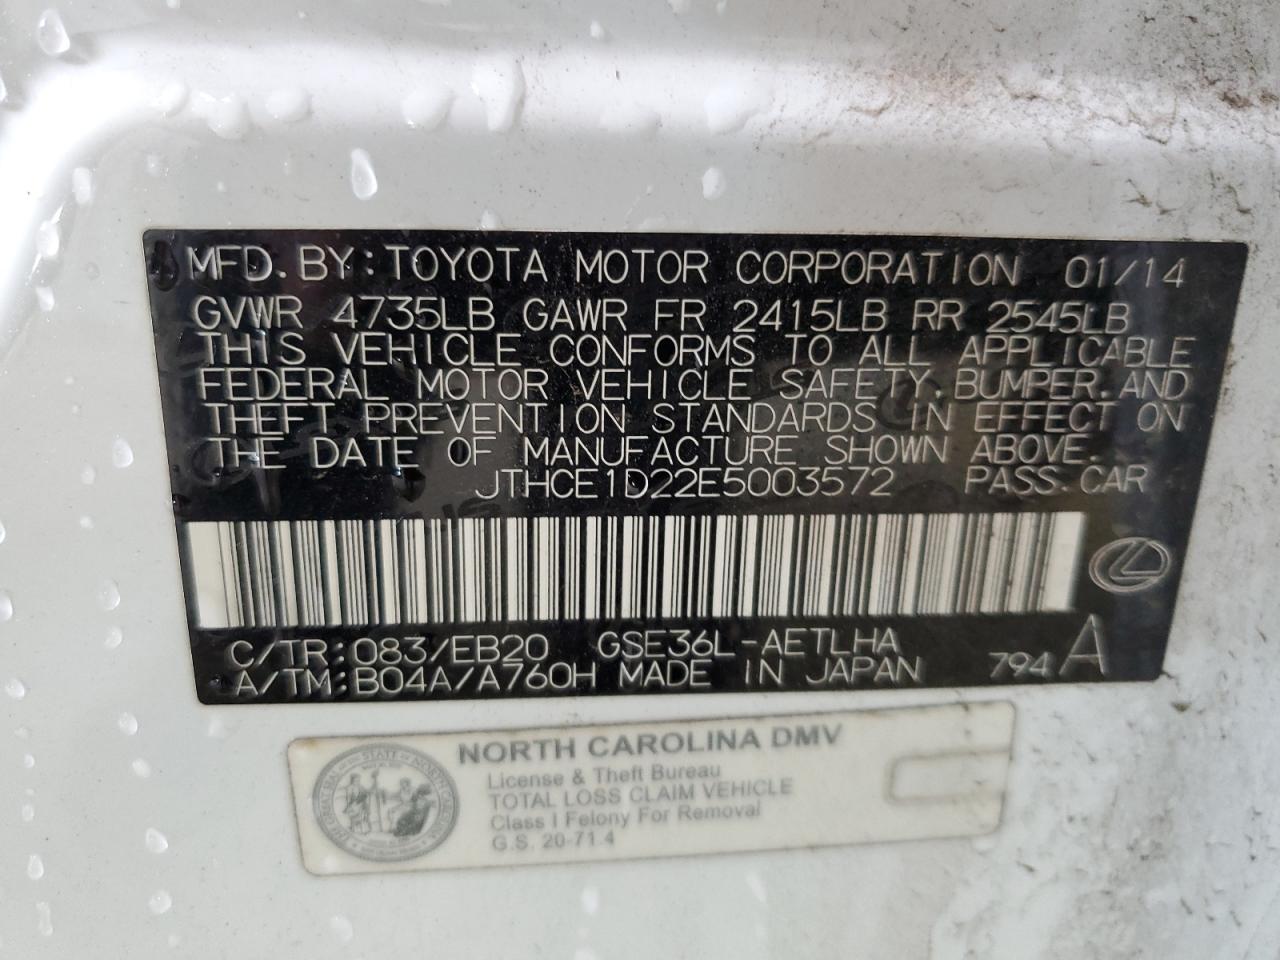 MFD. BY: TOYOTA MOTOR CORPORATION 01/14
GVWR 4735LB GAWR FR 2415LB RR 2545LB
THIS VEHICLE CONFORMS TO ALL APPLICABLE
FEDERAL MOTOR VEHICLE SAFETY, BUMPER, AND
THEFT PREVENTION STANDARDS IN EFFECT ON
THE DATE OF MANUFACTURE SHOWN ABOVE.
JTHCE1D22E5003572 PASS CAR
C/TR: 083/EB20 GSE36L-AETLHA
A/TM: B04A/A760H MADE IN JAPAN 794 A
NORTH CAROLINA DMV
License & Theft Bureau
TOTAL LOSS CLAIM VEHICLE
Class I Felony For Removal
G.S. 20-71.4